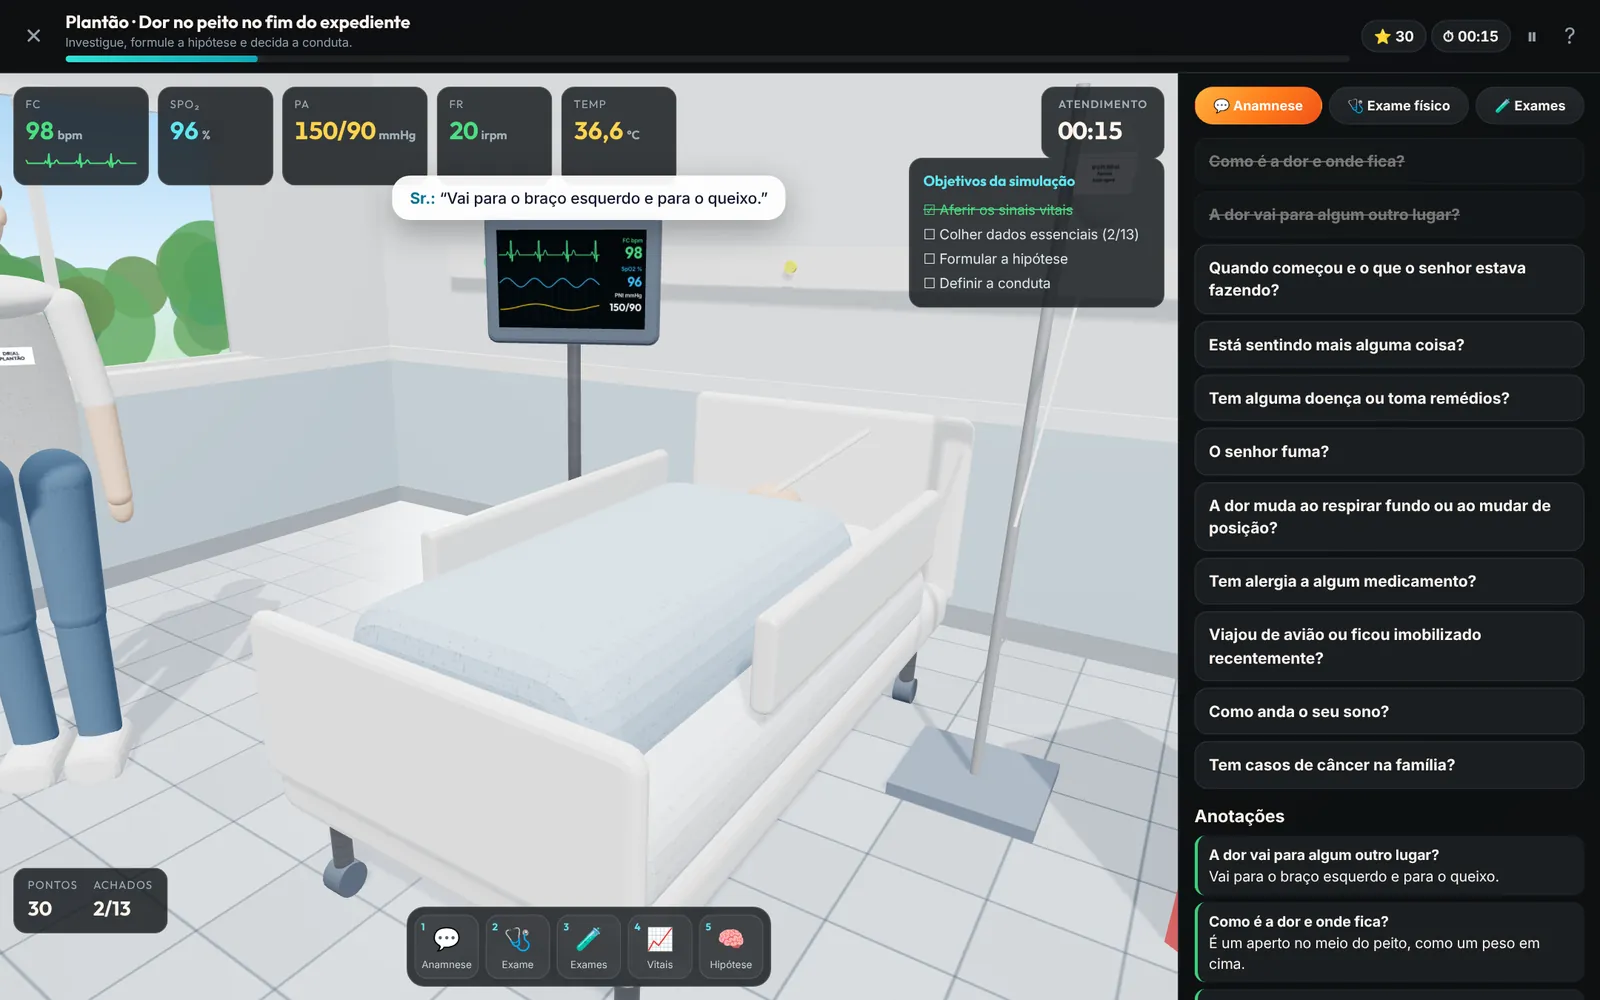 Plantão · Dor no peito no fim do expediente
Investigue, formule a hipótese e decida a conduta.
30
00:15
?
FC
98 bpm
SPO₂
96 %
PA
150/90 mmHg
FR
20 irpm
TEMP
36,6 °C
ATENDIMENTO
00:15
Sr.: “Vai para o braço esquerdo e para o queixo.”
Objetivos da simulação
Aferir os sinais vitais
Colher dados essenciais (2/13)
Formular a hipótese
Definir a conduta
FC bpm
98
SpO2 %
96
PNI mmHg
150/90
PLANTÃO
PONTOS
30
ACHADOS
2/13
1
Anamnese
2
Exame
3
Exames
4
Vitais
5
Hipótese
Anamnese
Exame físico
Exames
Como é a dor e onde fica?
A dor vai para algum outro lugar?
Quando começou e o que o senhor estava
fazendo?
Está sentindo mais alguma coisa?
Tem alguma doença ou toma remédios?
O senhor fuma?
A dor muda ao respirar fundo ou ao mudar de
posição?
Tem alergia a algum medicamento?
Viajou de avião ou ficou imobilizado
recentemente?
Como anda o seu sono?
Tem casos de câncer na família?
Anotações
A dor vai para algum outro lugar?
Vai para o braço esquerdo e para o queixo.
Como é a dor e onde fica?
É um aperto no meio do peito, como um peso em
cima.